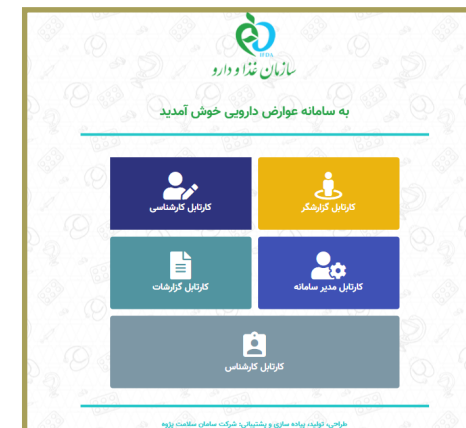 IFDA
سازمان غذا و دارو
به سامانه عوارض دارویی خوش آمدید
کارتابل گزارشگر
کارتابل کارشناسی
کارتابل مدیر سامانه
کارتابل گزارشات
کارتابل کارشناس
طراحی، تولید، پیاده سازی و پشتیبانی: شرکت سامان سلامت پژوه